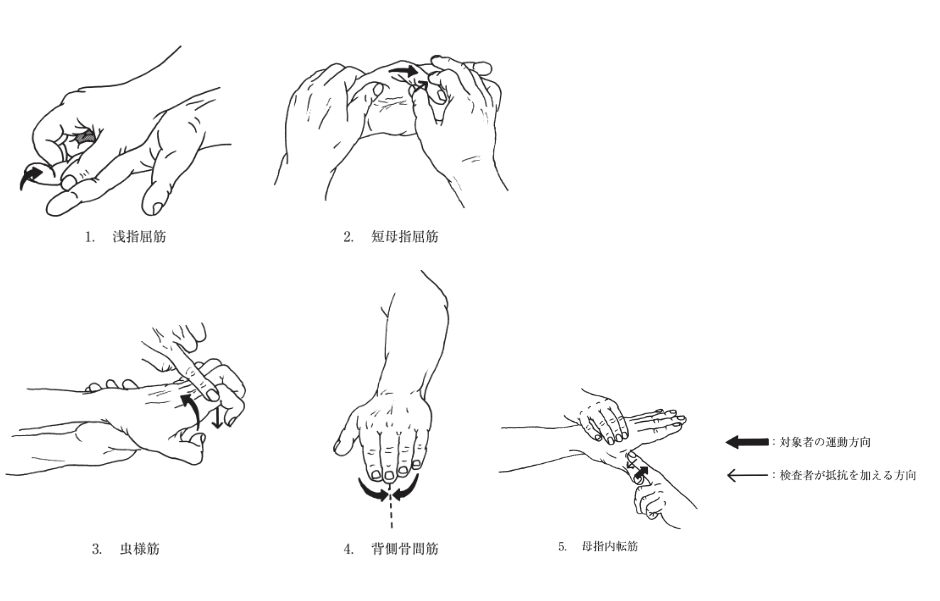 1. 浅指屈筋
2. 短母指屈筋
3. 虫様筋
4. 背側骨間筋
5. 母指内転筋
：対象者の運動方向
：検査者が抵抗を加える方向